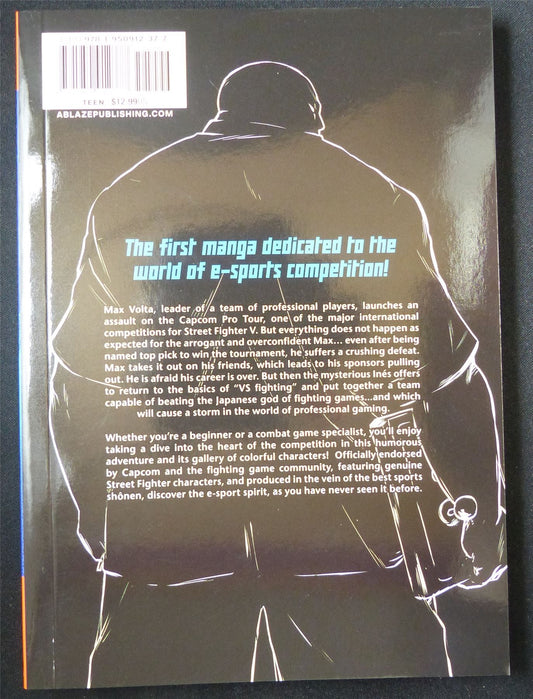 978-1-950912-37-7
TEEN $12.99
ABLAZEPUBLISHING.COM
The first manga dedicated to the
world of e-sports competition!
Max Volta, leader of a team of professional players, launches an
assault on the Capcom Pro Tour, one of the major international
competitions for Street Fighter V. But everything does not happen as
expected for the arrogant and overconfident Max... even after being
named top pick to win the tournament, he suffers a crushing defeat.
Max takes it out on his friends, which leads to his sponsors pulling
out. He is afraid his career is over. But then the mysterious Inés offers
to return to the basics of "VS fighting" and put together a team
capable of beating the Japanese god of fighting games...and which
will cause a storm in the world of professional gaming.
Whether you're a beginner or a combat game specialist, you'll enjoy
taking a dive into the heart of the competition in this humorous
adventure and its gallery of colorful characters! Officially endorsed
by Capcom and the fighting game community, featuring genuine
Street Fighter characters, and produced in the vein of the best sports
shônen, discover the e-sport spirit, as you have never seen it before.